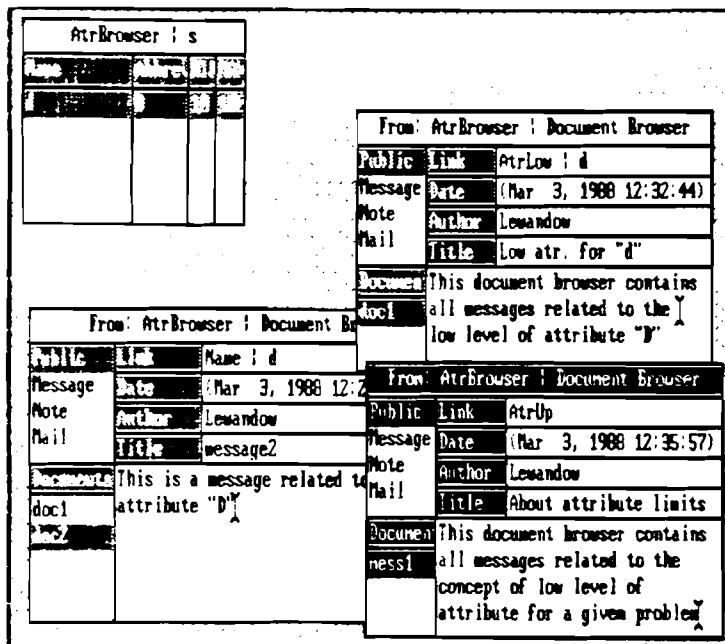 AtrBrowser | s
Name Abbrev
d
From: AtrBrowser | Document Browser
Public Link AtrLow | d
Message Date (Mar 3, 1988 12:32:44)
Note Author Lewandow
Mail Title Low atr. for "d"
Documen This document browser contains
doc1 all messages related to the
low level of attribute "D"
From: AtrBrowser | Document Br
Public Link Name | d
Message Date (Mar 3, 1988 12:2
Note Author Lewandow
Mail Title message2
Documents This is a message related to
doc1 attribute "D"
doc2
From: AtrBrowser | Document Browser
Public Link AtrUp
Message Date (Mar 3, 1988 12:35:57)
Note Author Lewandow
Mail Title About attribute limits
Documen This document browser contains
mess1 all messages related to the
concept of low level of
attribute for a given problem